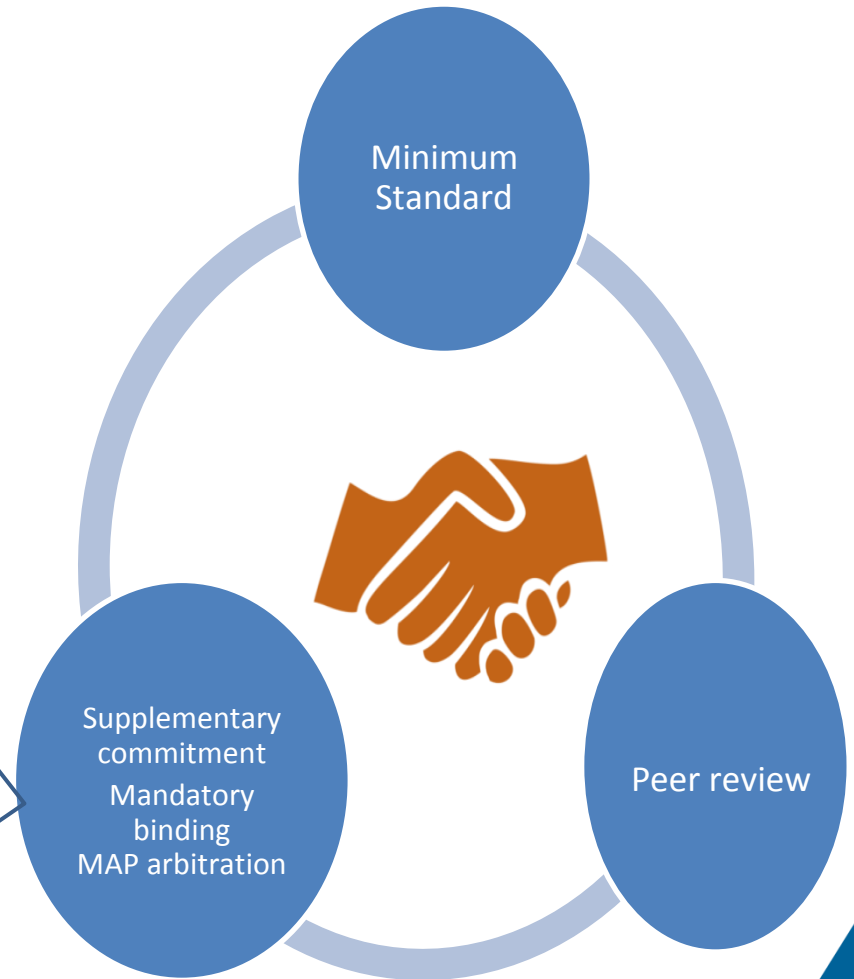 Minimum
Standard
Supplementary
commitment
Mandatory
binding
MAP arbitration
Peer review